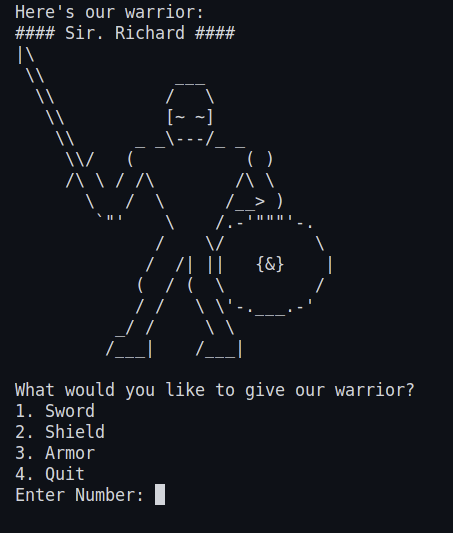 Here's our warrior:
#### Sir. Richard ####
|\
 \\             ___
  \\           /   \
   \\          [~ ~]
    \\      _ _\---/_ _
     \\/   (           ( )
     /\ \ / /\        /\ \
       \   /  \      /__> )
        `"'    \    /.-'"""'-.
              /    \/         \
             /  /| ||   {&}    |
            (  / (  \         /
            / /   \ \'-.___.-'
          _/ /     \ \
         /___|    /___|
What would you like to give our warrior?
1. Sword
2. Shield
3. Armor
4. Quit
Enter Number: